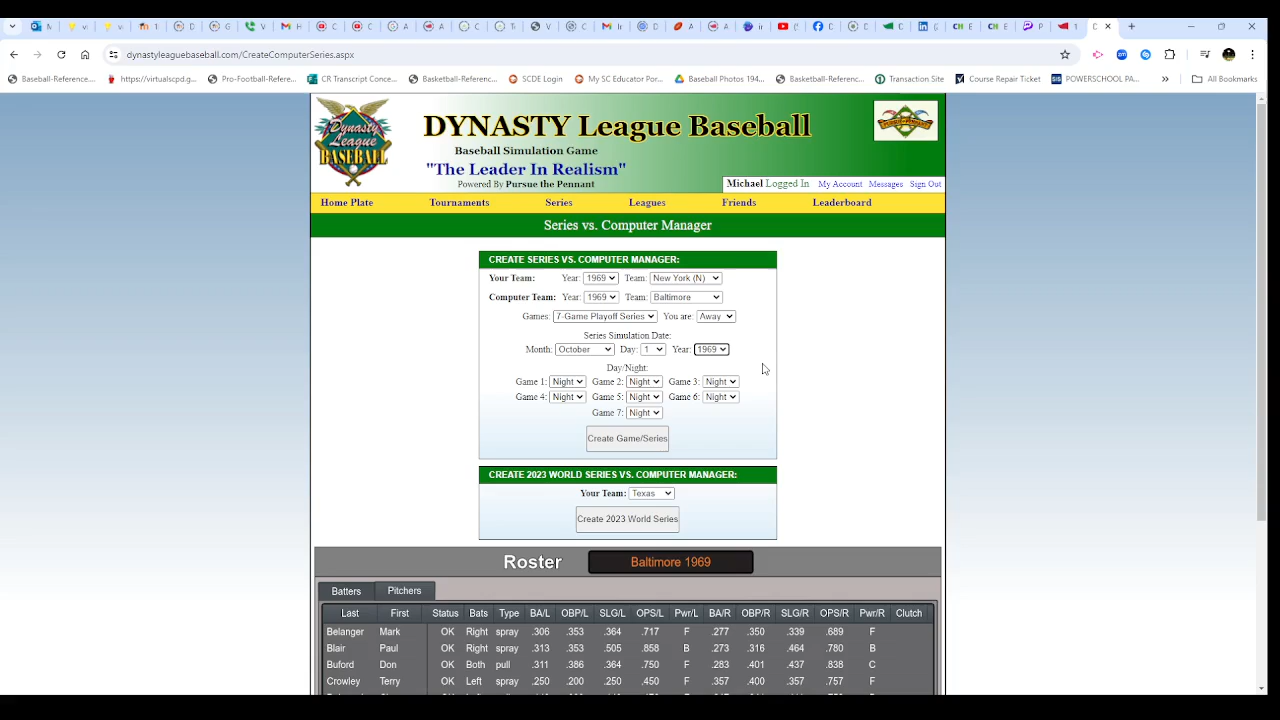 dynastyleaguebaseball.com/CreateComputerSeries.aspx
Baseball-Reference...
https://virtualscpd.g...
Pro-Football-Refere...
CR Transcript Conce...
Basketball-Referenc...
SCDE Login
My SC Educator Por...
Baseball Photos 194...
Basketball-Referenc...
Transaction Site
Course Repair Ticket
POWERSCHOOL PA...
All Bookmarks
Dynasty League BASEBALL
DYNASTY League Baseball
Baseball Simulation Game
"The Leader In Realism"
Powered By Pursue the Pennant
Michael Logged In My Account Messages Sign Out
Home Plate Tournaments Series Leagues Friends Leaderboard
Series vs. Computer Manager
CREATE SERIES VS. COMPUTER MANAGER:
Your Team: Year: 1969 Team: New York (N)
Computer Team: Year: 1969 Team: Baltimore
Games: 7-Game Playoff Series You are: Away
Series Simulation Date:
Month: October Day: 1 Year: 1969
Day/Night:
Game 1: Night Game 2: Night Game 3: Night
Game 4: Night Game 5: Night Game 6: Night
Game 7: Night
Create Game/Series
CREATE 2023 WORLD SERIES VS. COMPUTER MANAGER:
Your Team: Texas
Create 2023 World Series
Roster Baltimore 1969
Batters Pitchers
Last First Status Bats Type BA/L OBP/L SLG/L OPS/L Pwr/L BA/R OBP/R SLG/R OPS/R Pwr/R Clutch
Belanger Mark OK Right spray .306 .353 .364 .717 F .277 .350 .339 .689 F
Blair Paul OK Right spray .313 .353 .505 .858 B .273 .316 .464 .780 B
Buford Don OK Both pull .311 .386 .364 .750 F .283 .401 .437 .838 C
Crowley Terry OK Left spray .250 .200 .250 .450 F .357 .400 .357 .757 F